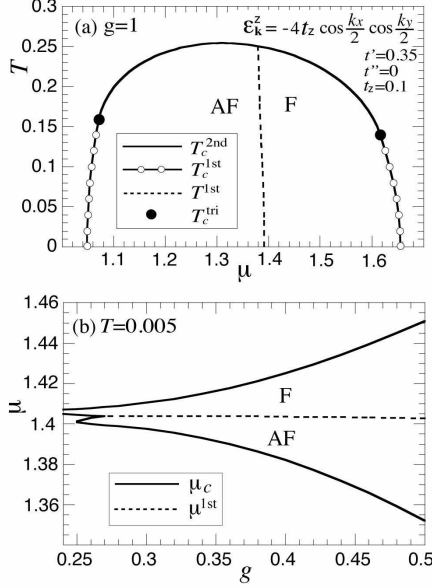 0.3
(a) g=1
ε_k^z = -4t_z cos k_x/2 cos k_y/2
0.25
t'=0.35
t''=0
0.2
t_z=0.1
T
AF F
0.15
T_c^2nd
0.1
T_c^1st
T^1st
0.05
T_c^tri
0
1.1 1.2 1.3 1.4 1.5 1.6
μ
1.46
(b) T=0.005
1.44
1.42
F
μ
1.4
AF
1.38
μ_c
1.36
μ^1st
0.25 0.3 0.35 0.4 0.45 0.5
g